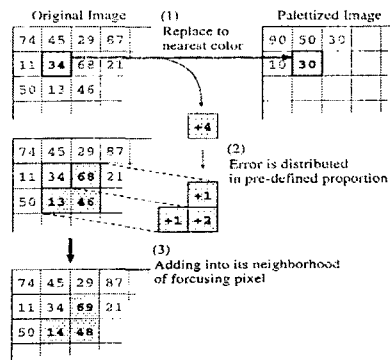 Original Image
(1)
Replace to
nearest color
Palettized Image
74 45 29 87
11 34 68 21
50 13 46
90 50 30
10 30
+4
(2)
Error is distributed
in pre-defined proportion
74 45 29 87
11 34 68 21
50 13 46
+1
+1 +2
(3)
Adding into its neighborhood
of forcusing pixel
74 45 29 87
11 34 69 21
50 14 48